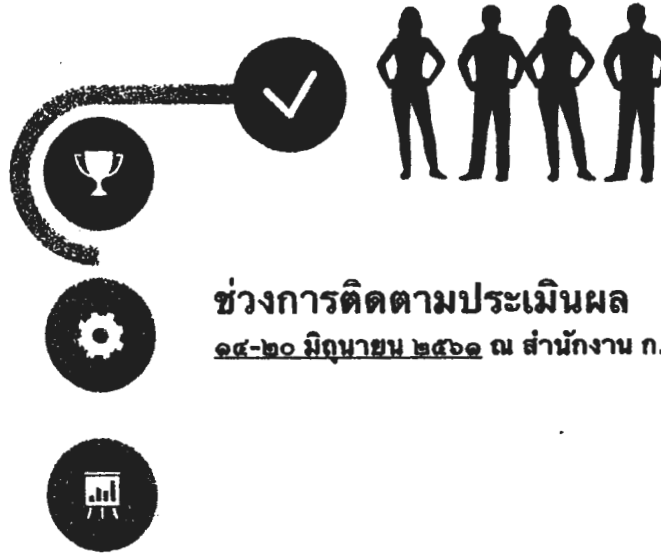 ช่วงการติดตามประเมินผล
๑๔-๒๐ มิถุนายน ๒๕๖๑ ณ สำนักงาน ก.